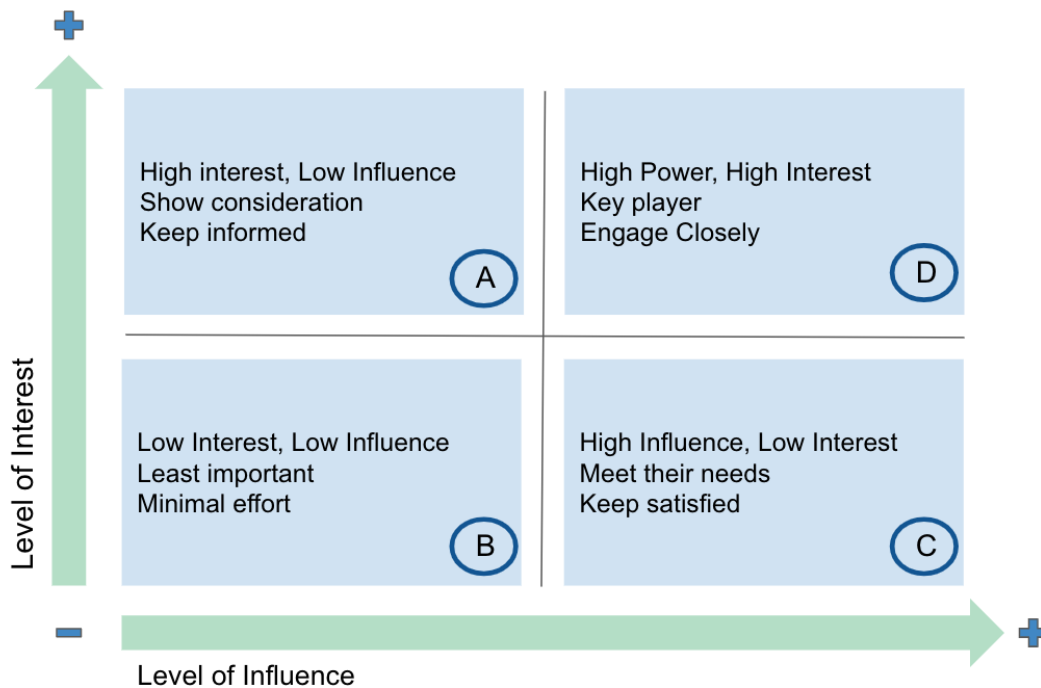 High interest, Low Influence
Show consideration
Keep informed
A
High Power, High Interest
Key player
Engage Closely
D
Level of Interest
Low Interest, Low Influence
Least important
Minimal effort
B
High Influence, Low Interest
Meet their needs
Keep satisfied
C
Level of Influence